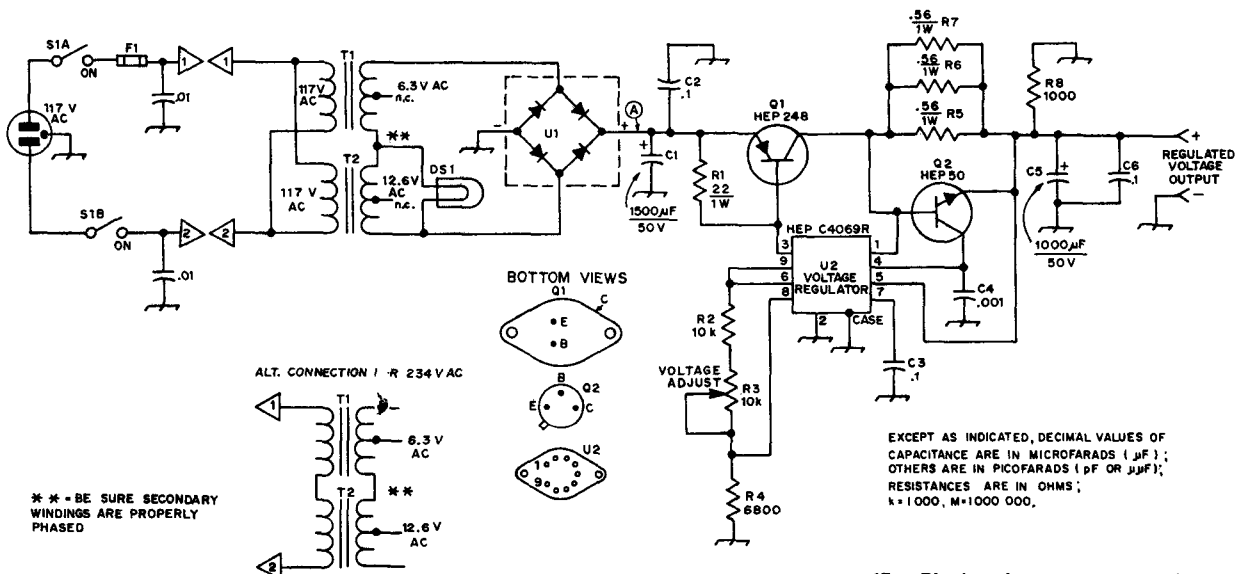 S1A
ON
F1
.01
1
1
117 V
AC
S1B
ON
.01
2
2
T1
117V
AC
6.3 V AC
n.c.
**
T2
117 V
AC
12.6V
AC
n.c.
DS1
U1
-
+
A
+
C1
1500µF
50V
C2
.1
R1
22
1W
Q1
HEP 248
.56
1W
R7
.56
1W
R6
.56
1W
R5
Q2
HEP 50
R8
1000
C5
+
1000µF
50V
C6
.1
+
REGULATED
VOLTAGE
OUTPUT
-
HEP C4069R
3
9
6
8
U2
VOLTAGE
REGULATOR
1
4
5
7
2
CASE
C4
.001
C3
.1
R2
10 k
VOLTAGE
ADJUST
R3
10k
R4
6800
BOTTOM VIEWS
Q1
C
E
B
B
Q2
E
C
U2
1
9
ALT. CONNECTION 234 V AC
1
T1
6.3 V
AC
**
T2
12.6 V
AC
2
* * = BE SURE SECONDARY
WINDINGS ARE PROPERLY
PHASED
EXCEPT AS INDICATED, DECIMAL VALUES OF
CAPACITANCE ARE IN MICROFARADS ( µF ) ;
OTHERS ARE IN PICOFARADS ( pF OR µµF);
RESISTANCES ARE IN OHMS ;
k = 1000, M=1000 000.